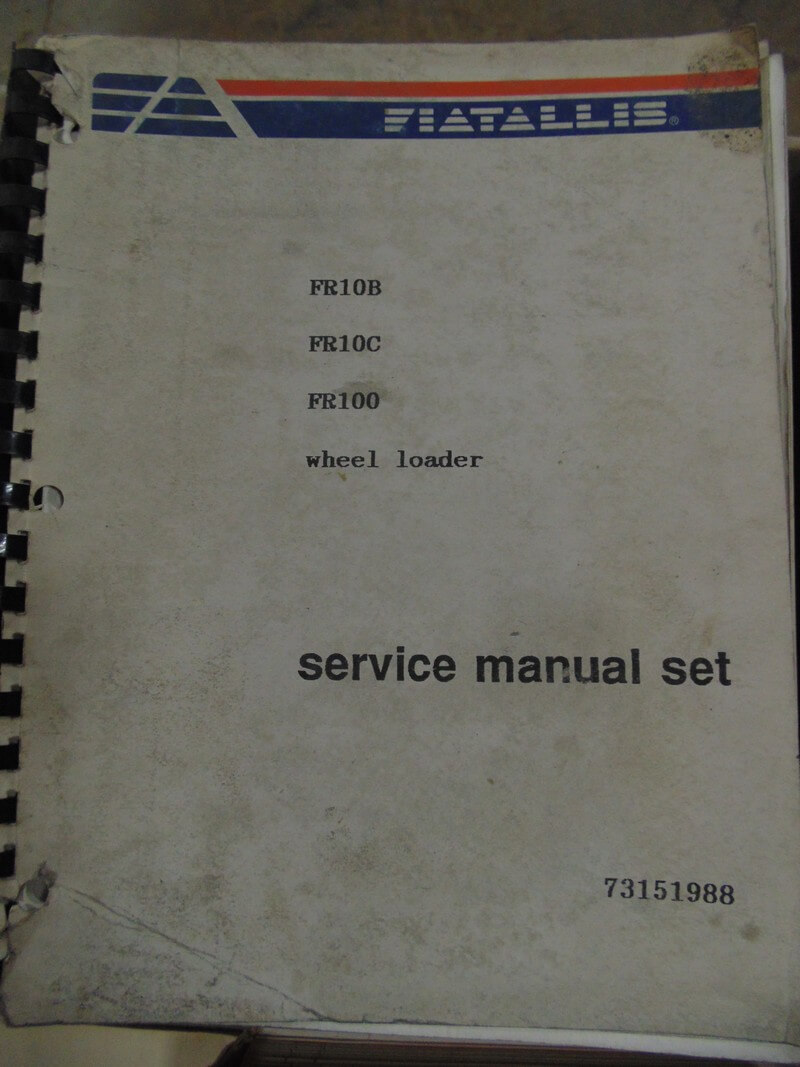 FIATALLIS®
FR10B
FR10C
FR100
wheel loader
service manual set
73151988